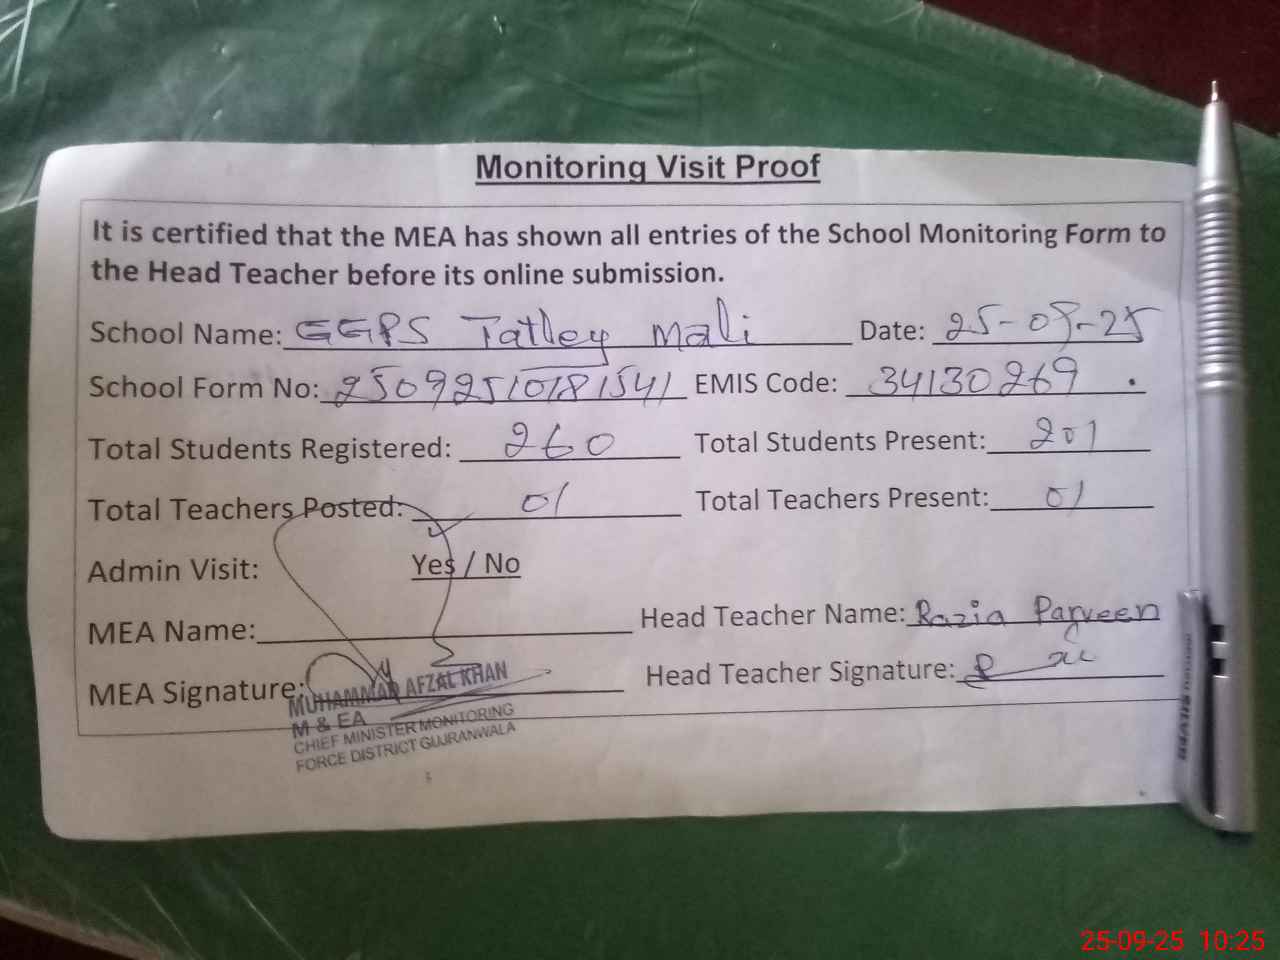 Monitoring Visit Proof
It is certified that the MEA has shown all entries of the School Monitoring Form to
the Head Teacher before its online submission.
School Name: GGPS Tatley Mali Date: 25-09-25
School Form No: 25092510181541 EMIS Code: 34130269
Total Students Registered: 260 Total Students Present: 201
Total Teachers Posted: 01 Total Teachers Present: 01
Admin Visit: Yes / No
MEA Name: Head Teacher Name: Razia Parveen
MEA Signature: Head Teacher Signature:
MUHAMMAD AFZAL KHAN
M & EA
CHIEF MINISTER MONITORING
FORCE DISTRICT GUJRANWALA
25-09-25 10:25